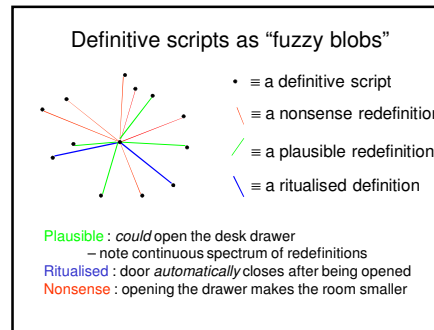 Definitive scripts as “fuzzy blobs”
≡ a definitive script
≡ a nonsense redefinition
≡ a plausible redefinition
≡ a ritualised definition
Plausible : could open the desk drawer
– note continuous spectrum of redefinitions
Ritualised : door automatically closes after being opened
Nonsense : opening the drawer makes the room smaller